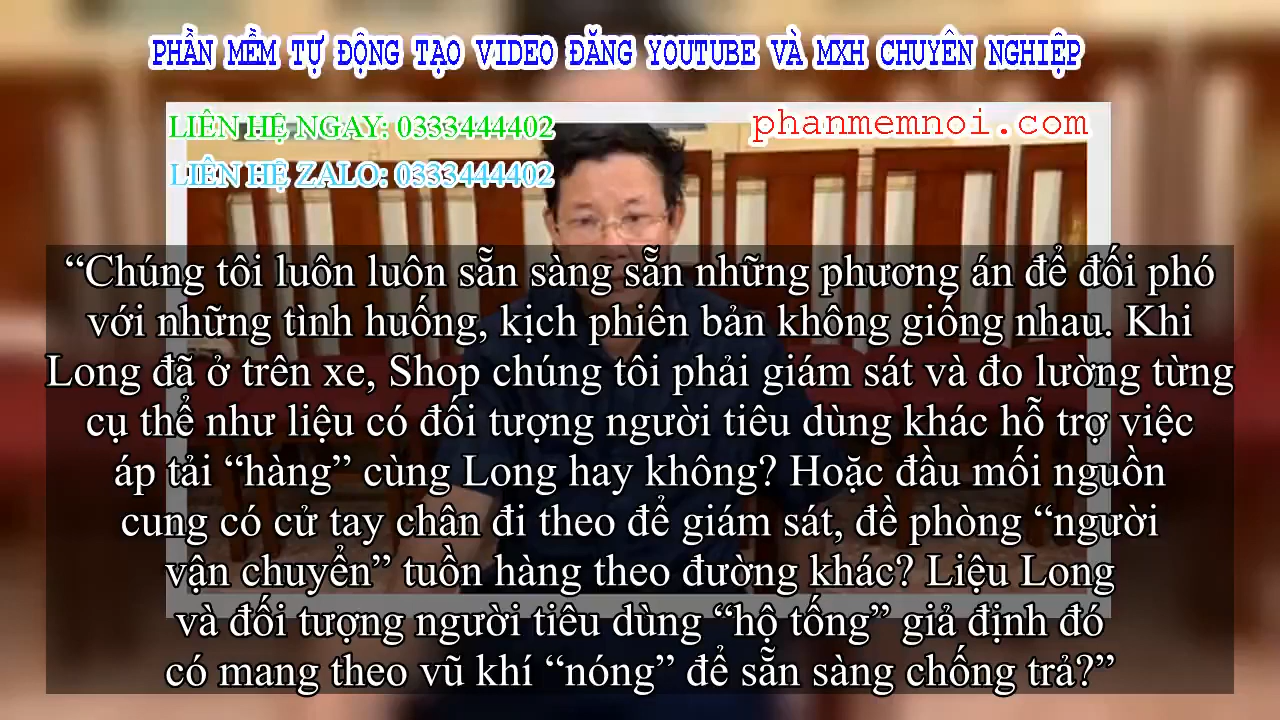 PHẦN MỀM TỰ ĐỘNG TẠO VIDEO ĐĂNG YOUTUBE VÀ MXH CHUYÊN NGHIỆP
LIÊN HỆ NGAY: 0333444402
phanmemnoi.com
LIÊN HỆ ZALO: 0333444402
“Chúng tôi luôn luôn sẵn sàng sẵn những phương án để đối phó
với những tình huống, kịch phiên bản không giống nhau. Khi
Long đã ở trên xe, Shop chúng tôi phải giám sát và đo lường từng
cụ thể như liệu có đối tượng người tiêu dùng khác hỗ trợ việc
áp tải “hàng” cùng Long hay không? Hoặc đầu mối nguồn
cung có cử tay chân đi theo để giám sát, đề phòng “người
vận chuyển” tuồn hàng theo đường khác? Liệu Long
và đối tượng người tiêu dùng “hộ tống” giả định đó
có mang theo vũ khí “nóng” để sẵn sàng chống trả?”